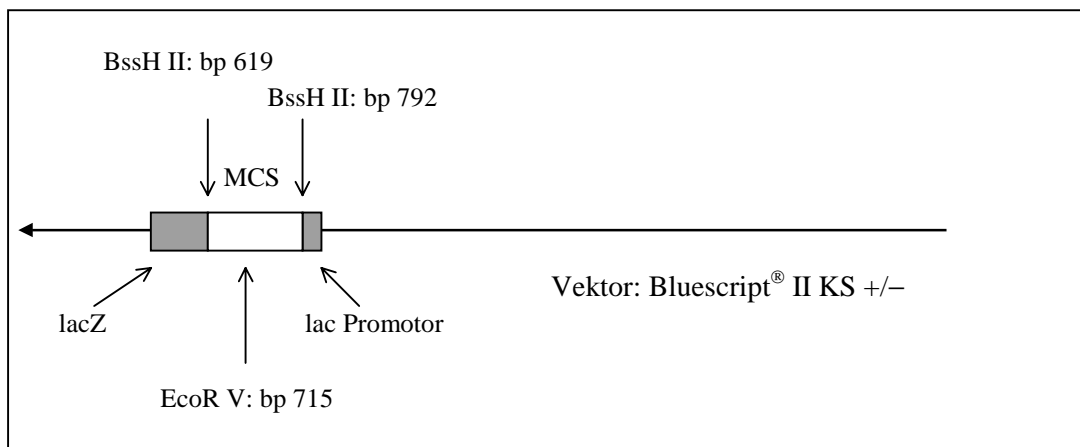 BssH II: bp 619
BssH II: bp 792
MCS
Vektor: Bluescript® II KS +/−
lacZ
lac Promotor
EcoR V: bp 715